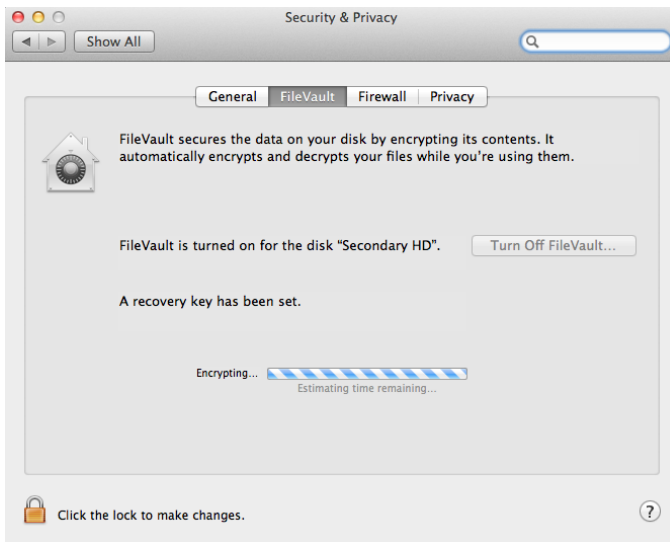 Security & Privacy
Show All
General FileVault Firewall Privacy
FileVault secures the data on your disk by encrypting its contents. It
automatically encrypts and decrypts your files while you're using them.
FileVault is turned on for the disk “Secondary HD”. Turn Off FileVault...
A recovery key has been set.
Encrypting...
Estimating time remaining...
Click the lock to make changes. ?